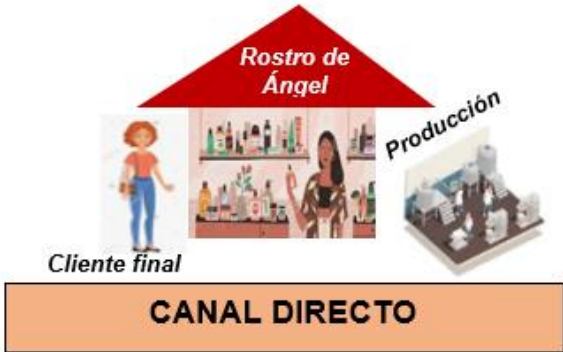 Rostro de
Ángel
Producción
Cliente final
CANAL DIRECTO